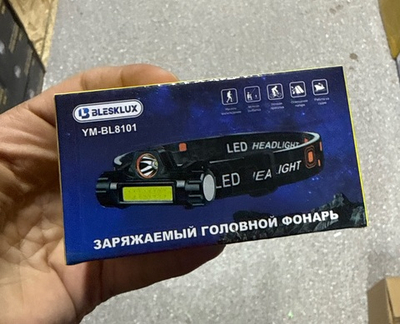 BLESKLUX
YM-BL8101
LED HEADLIGHT
LED HEADLIGHT
ЗАРЯЖАЕМЫЙ ГОЛОВНОЙ ФОНАРЬ